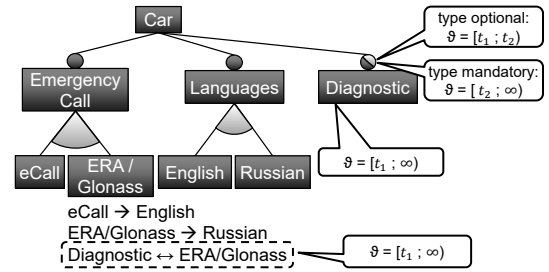 Car
type optional:
ϑ = [t₁ ; t₂)
type mandatory:
ϑ = [ t₂ ; ∞)
Emergency
Call
Languages
Diagnostic
ϑ = [t₁ ; ∞)
eCall
ERA /
Glonass
English
Russian
eCall → English
ERA/Glonass → Russian
Diagnostic ↔ ERA/Glonass
ϑ = [t₁ ; ∞)